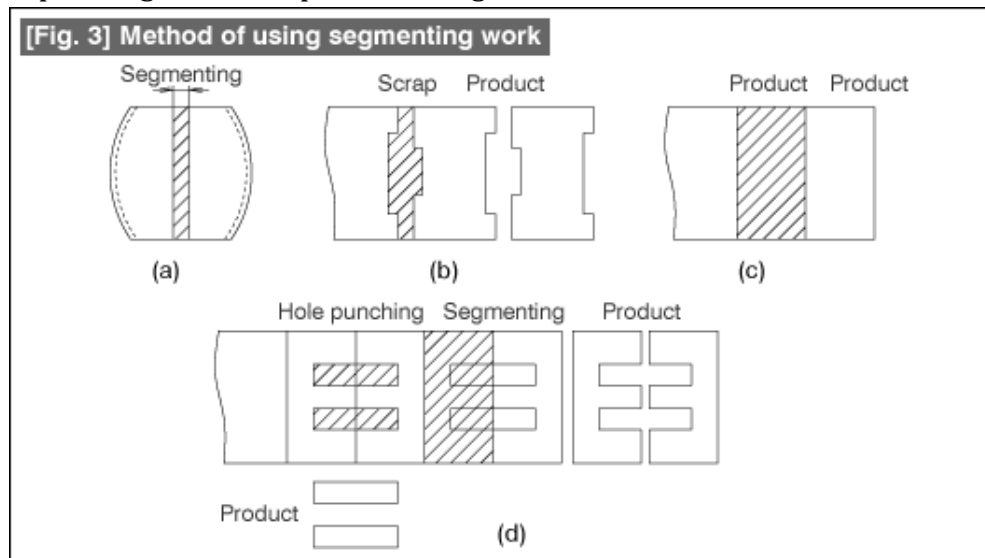 [Fig. 3] Method of using segmenting work
Segmenting
Scrap Product
Product Product
(a)
(b)
(c)
Hole punching Segmenting Product
Product
(d)